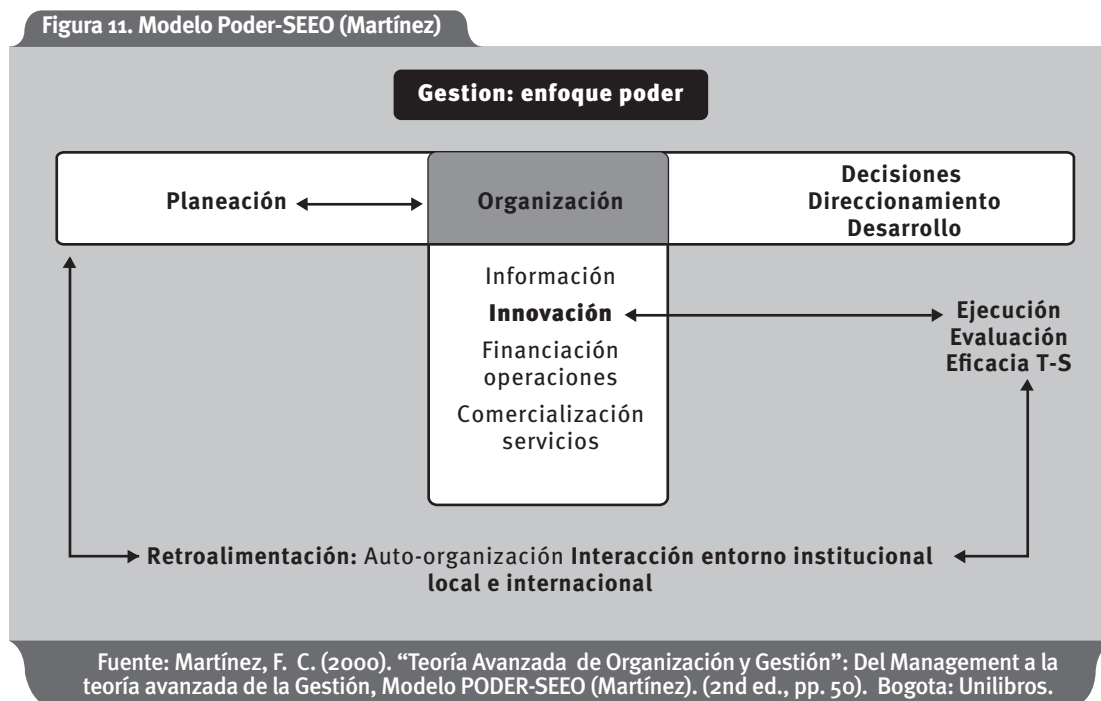 Figura 11. Modelo Poder-SEEO (Martínez)
Gestion: enfoque poder
Planeación
Organización
Decisiones
Direccionamiento
Desarrollo
Información
Innovación
Financiación
operaciones
Comercialización
servicios
Ejecución
Evaluación
Eficacia T-S
Retroalimentación: Auto-organización Interacción entorno institucional
local e internacional
Fuente: Martínez, F. C. (2000). “Teoría Avanzada de Organización y Gestión”: Del Management a la
teoría avanzada de la Gestión, Modelo PODER-SEEO (Martínez). (2nd ed., pp. 50). Bogota: Unilibros.